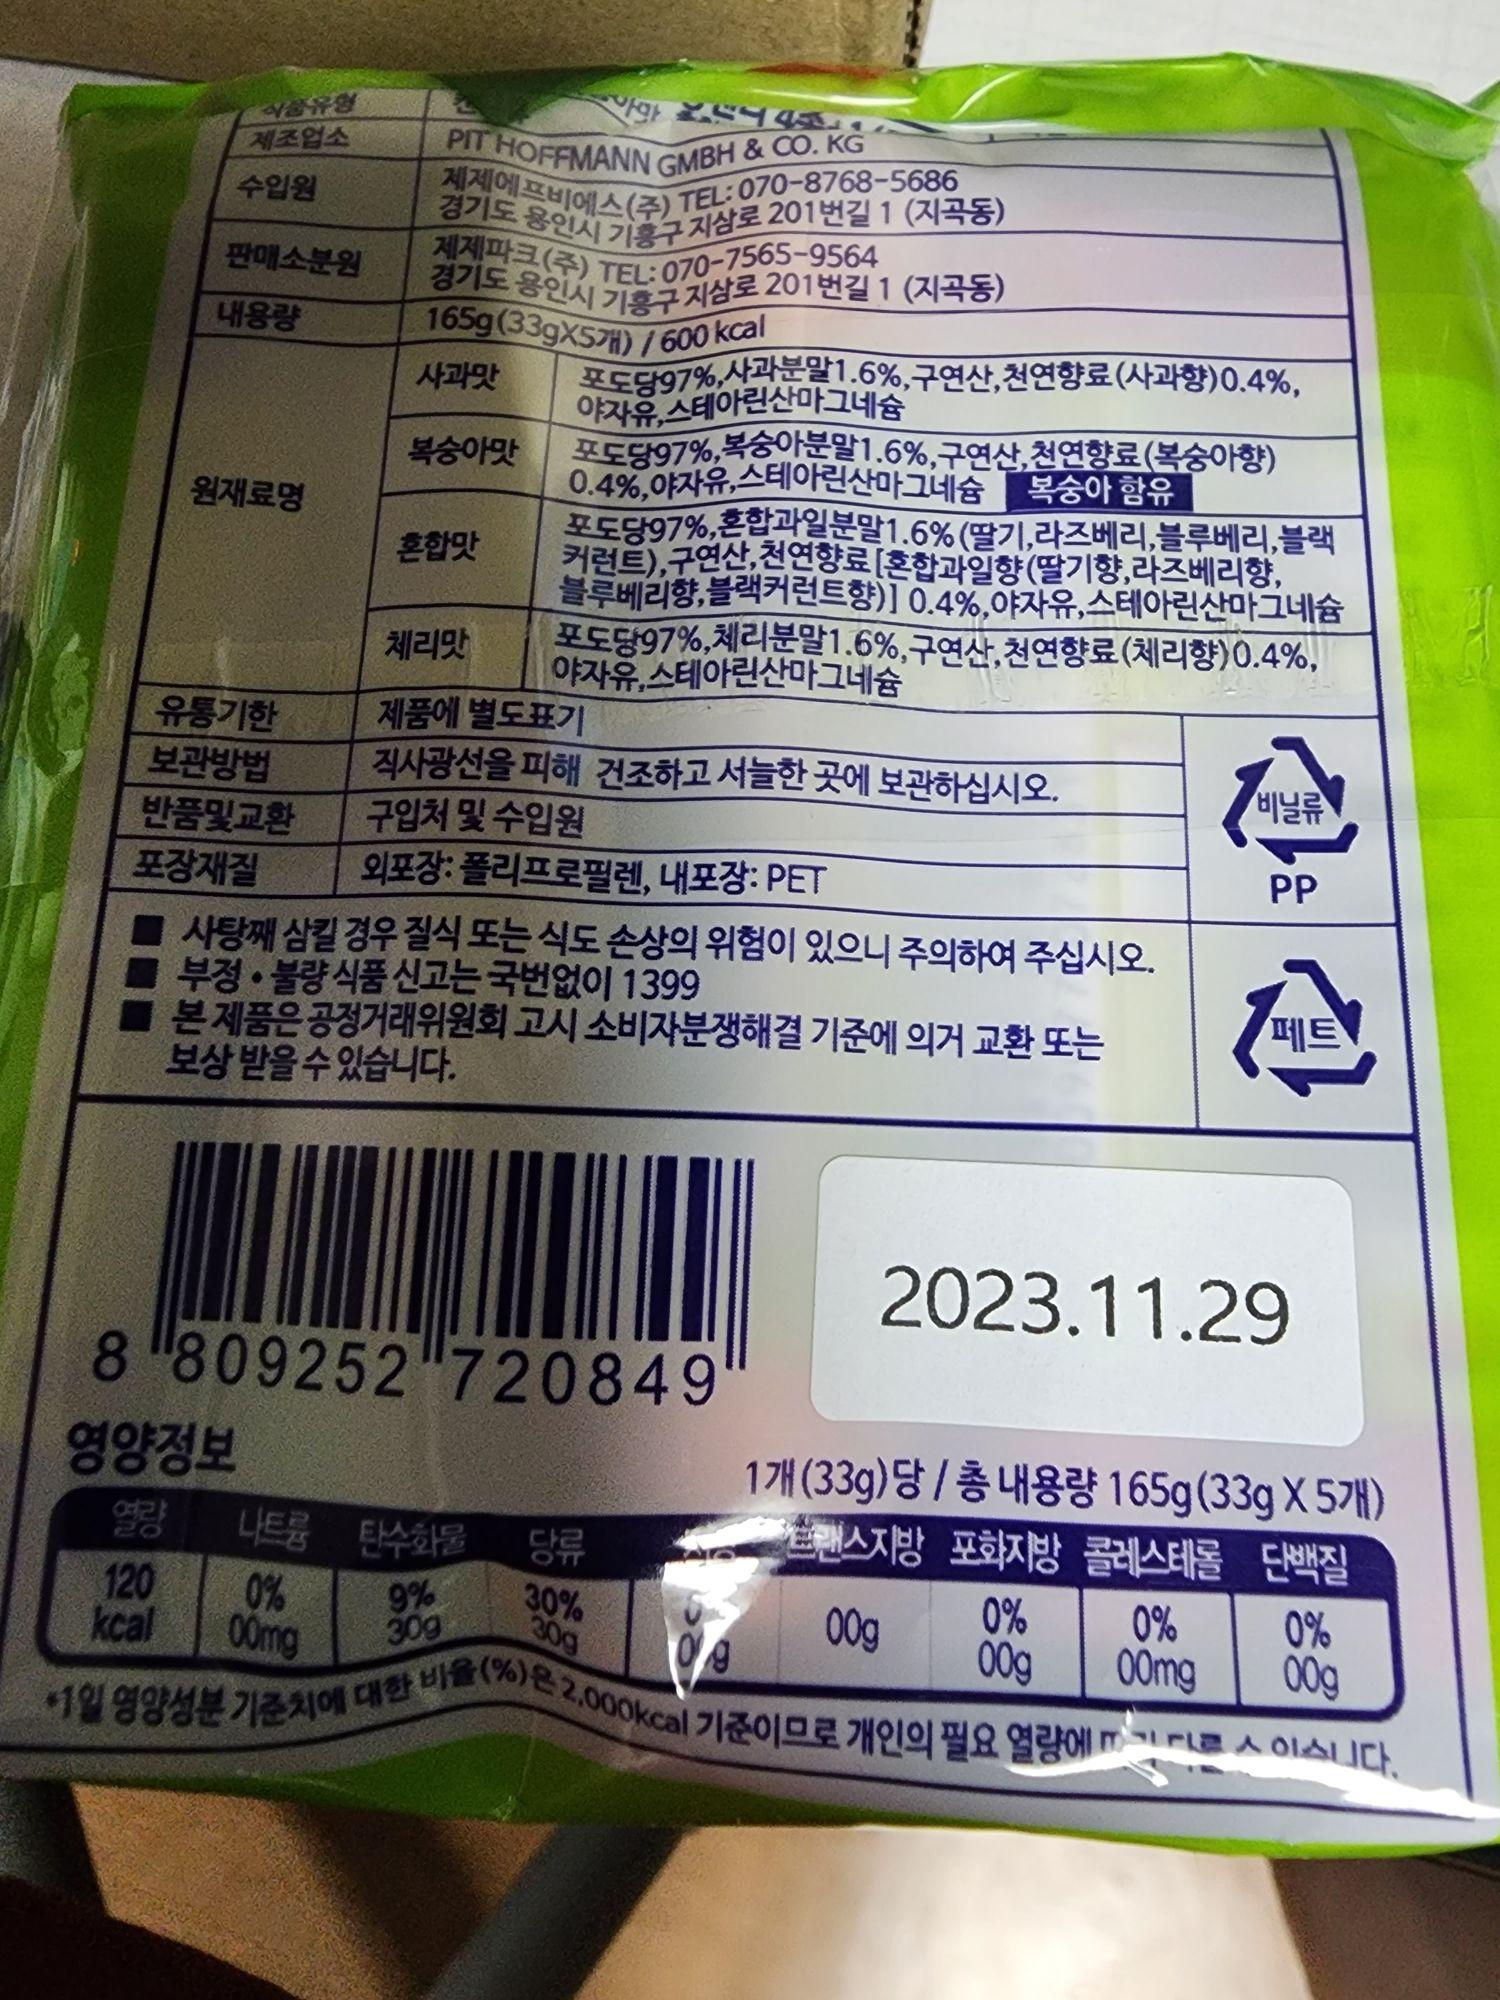 식품유형
제조업소 PIT HOFFMANN GMBH & CO. KG
수입원 제제에프비에스(주) TEL: 070-8768-5686
경기도 용인시 기흥구 지삼로 201번길 1 (지곡동)
판매소분원 제제파크(주) TEL: 070-7565-9564
경기도 용인시 기흥구 지삼로 201번길 1 (지곡동)
내용량 165g(33gX5개) / 600 kcal
원재료명
사과맛 포도당97%,사과분말1.6%,구연산,천연향료(사과향)0.4%,
야자유,스테아린산마그네슘
복숭아맛 포도당97%,복숭아분말1.6%,구연산,천연향료(복숭아향)
0.4%,야자유,스테아린산마그네슘 복숭아 함유
혼합맛 포도당97%,혼합과일분말1.6%(딸기,라즈베리,블루베리,블랙
커런트),구연산,천연향료[혼합과일향(딸기향,라즈베리향,
블루베리향,블랙커런트향)] 0.4%,야자유,스테아린산마그네슘
체리맛 포도당97%,체리분말1.6%,구연산,천연향료(체리향)0.4%,
야자유,스테아린산마그네슘
유통기한 제품에 별도표기
보관방법 직사광선을 피해 건조하고 서늘한 곳에 보관하십시오.
반품및교환 구입처 및 수입원
포장재질 외포장: 폴리프로필렌, 내포장: PET
비닐류
PP
페트
■ 사탕째 삼킬 경우 질식 또는 식도 손상의 위험이 있으니 주의하여 주십시오.
■ 부정•불량 식품 신고는 국번없이 1399
■ 본 제품은 공정거래위원회 고시 소비자분쟁해결 기준에 의거 교환 또는
보상 받을 수 있습니다.
8 809252 720849
2023.11.29
영양정보
1개(33g)당 / 총 내용량 165g(33g X 5개)
열량 나트륨 탄수화물 당류 트랜스지방 포화지방 콜레스테롤 단백질
120 0% 9% 30% 0% 0% 0%
kcal 00mg 30g 30g 00g 00g 00mg 00g
*1일 영양성분 기준치에 대한 비율(%)은 2,000kcal 기준이므로 개인의 필요 열량에 따라 다를 수 있습니다.